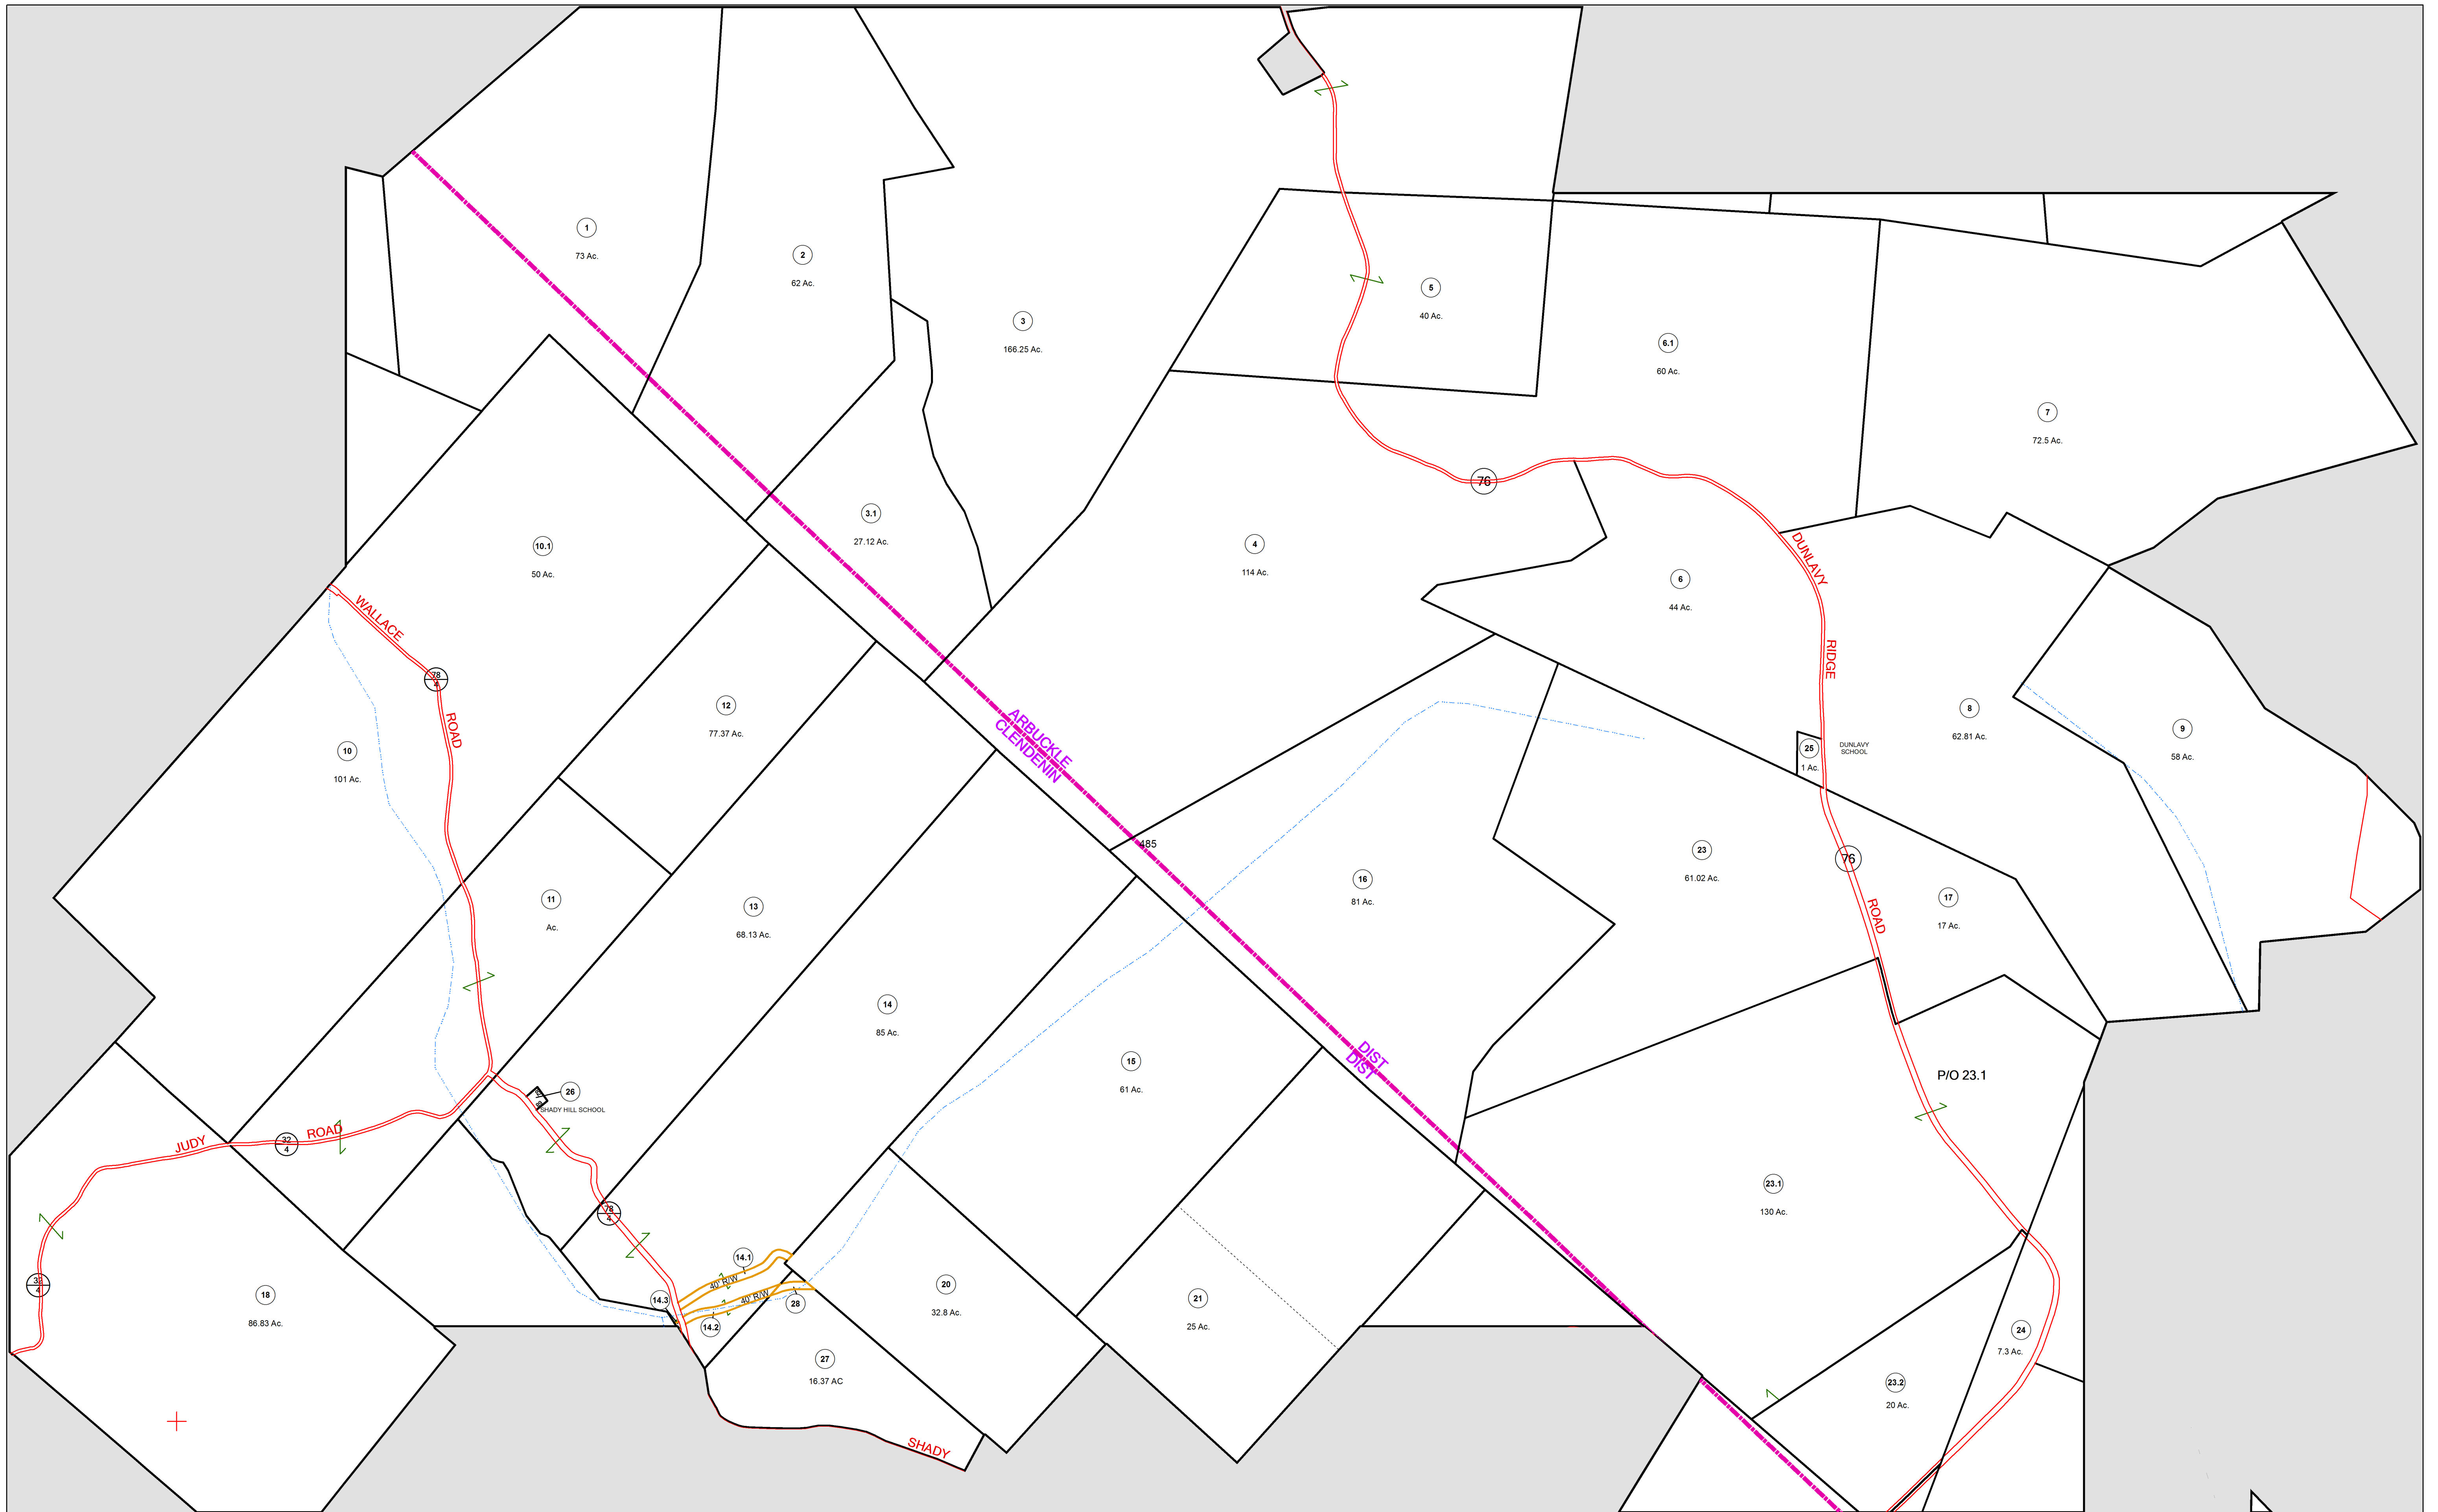 1
73 Ac.
2
62 Ac.
5
40 Ac.
3
166.25 Ac.
6.1
60 Ac.
7
72.5 Ac.
76
3.1
27.12 Ac.
10.1
50 Ac.
4
114 Ac.
DUNLAVY
6
44 Ac.
WALLACE
RIDGE
78
4
12
77.37 Ac.
8
62.81 Ac.
9
58 Ac.
ROAD
10
101 Ac.
ARBUCKLE
CLENDENIN
25
1 Ac.
DUNLAVY
SCHOOL
485
23
61.02 Ac.
76
16
81 Ac.
17
17 Ac.
11
Ac.
13
68.13 Ac.
ROAD
14
85 Ac.
DIST
DIST
15
61 Ac.
P/O 23.1
26
SHADY HILL SCHOOL
JUDY
32
4
ROAD
23.1
130 Ac.
78
4
14.1
40' R/W
18
86.83 Ac.
32
4
14.3
40' R/W
28
14.2
20
32.8 Ac.
21
25 Ac.
24
7.3 Ac.
27
16.37 AC
23.2
20 Ac.
SHADY